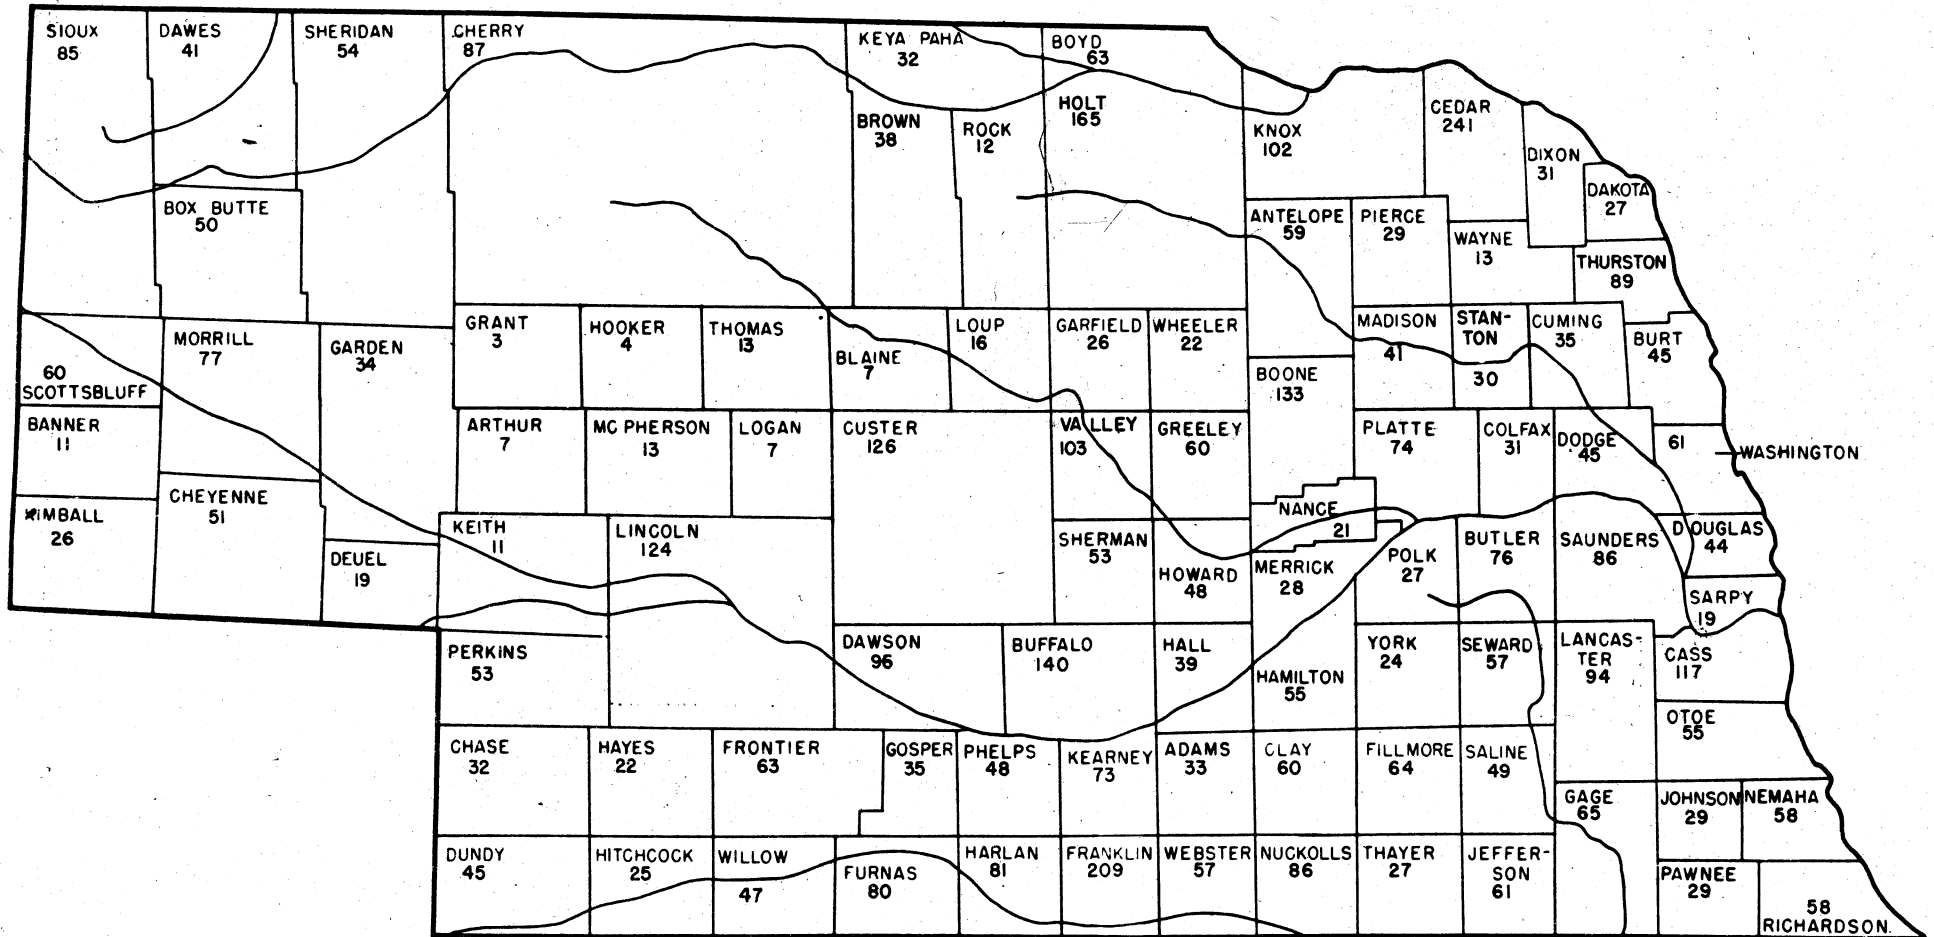 SIOUX
85
DAWES
41
SHERIDAN
54
CHERRY
87
KEYA PAHA
32
BOYD
63
HOLT
165
BROWN
38
ROCK
12
KNOX
102
CEDAR
241
DIXON
31
DAKOTA
27
BOX BUTTE
50
ANTELOPE
59
PIERCE
29
WAYNE
13
THURSTON
89
MORRILL
77
GARDEN
34
GRANT
3
HOOKER
4
THOMAS
13
BLAINE
7
LOUP
16
GARFIELD
26
WHEELER
22
BOONE
133
MADISON
41
STAN-
TON
30
CUMING
35
BURT
45
60
SCOTTSBLUFF
BANNER
11
KIMBALL
26
CHEYENNE
51
DEUEL
19
ARTHUR
7
MC PHERSON
13
LOGAN
7
CUSTER
126
VALLEY
103
GREELEY
60
PLATTE
74
COLFAX
31
DODGE
45
61
WASHINGTON
KEITH
11
LINCOLN
124
SHERMAN
53
HOWARD
48
NANCE
21
MERRICK
28
POLK
27
BUTLER
76
SAUNDERS
86
DOUGLAS
44
SARPY
19
PERKINS
53
DAWSON
96
BUFFALO
140
HALL
39
HAMILTON
55
YORK
24
SEWARD
57
LANCAS-
TER
94
CASS
117
OTOE
55
CHASE
32
HAYES
22
FRONTIER
63
GOSPER
35
PHELPS
48
KEARNEY
73
ADAMS
33
CLAY
60
FILLMORE
64
SALINE
49
GAGE
65
JOHNSON
29
NEMAHA
58
DUNDY
45
HITCHCOCK
25
WILLOW
47
FURNAS
80
HARLAN
81
FRANKLIN
209
WEBSTER
57
NUCKOLLS
86
THAYER
27
JEFFER-
SON
61
PAWNEE
29
58
RICHARDSON